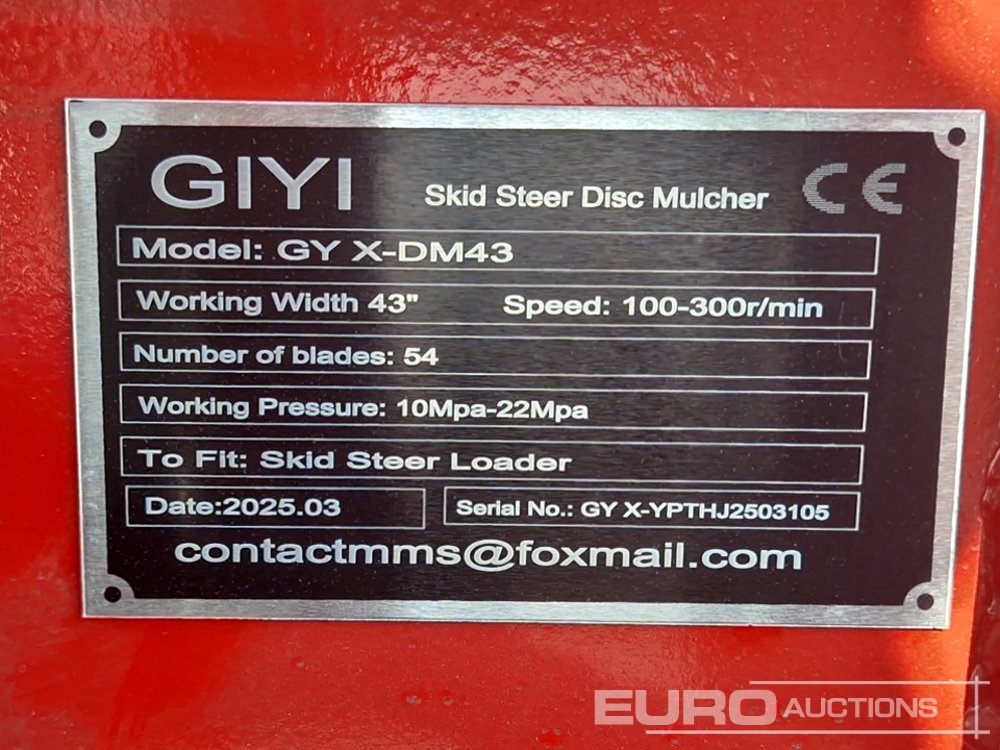 GIYI Skid Steer Disc Mulcher CE
Model: GY X-DM43
Working Width 43" Speed: 100-300r/min
Number of blades: 54
Working Pressure: 10Mpa-22Mpa
To Fit: Skid Steer Loader
Date:2025.03 Serial No.: GY X-YPTHJ2503105
contactmms@foxmail.com
EURO AUCTIONS